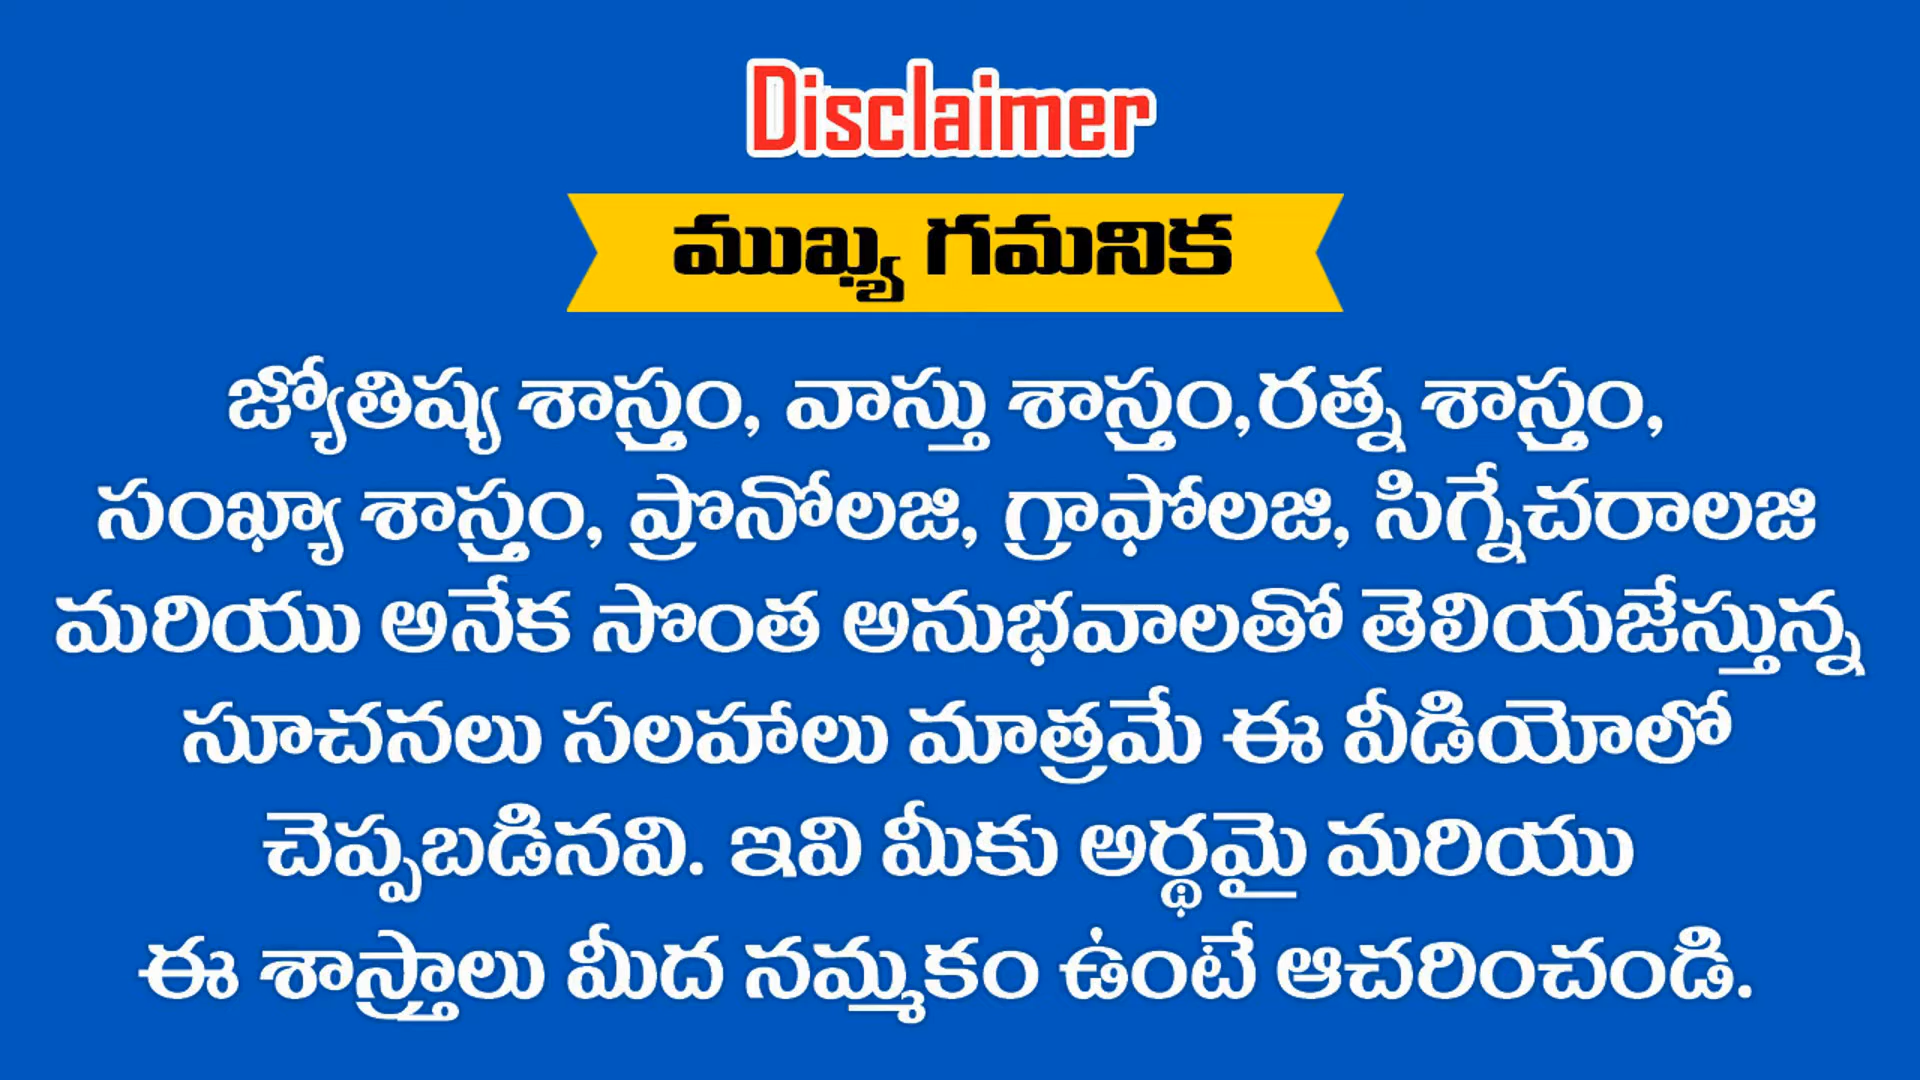 Disclaimer
ముఖ్య గమనిక
జ్యోతిష్య శాస్త్రం, వాస్తు శాస్త్రం,రత్న శాస్త్రం,
సంఖ్యా శాస్త్రం, ప్రొనోలజి, గ్రాఫోలజి, సిగ్నేచరాలజి
మరియు అనేక సొంత అనుభవాలతో తెలియజేస్తున్న
సూచనలు సలహాలు మాత్రమే ఈ వీడియోలో
చెప్పబడినవి. ఇవి మీకు అర్థమై మరియు
ఈ శాస్త్రాలు మీద నమ్మకం ఉంటే ఆచరించండి.